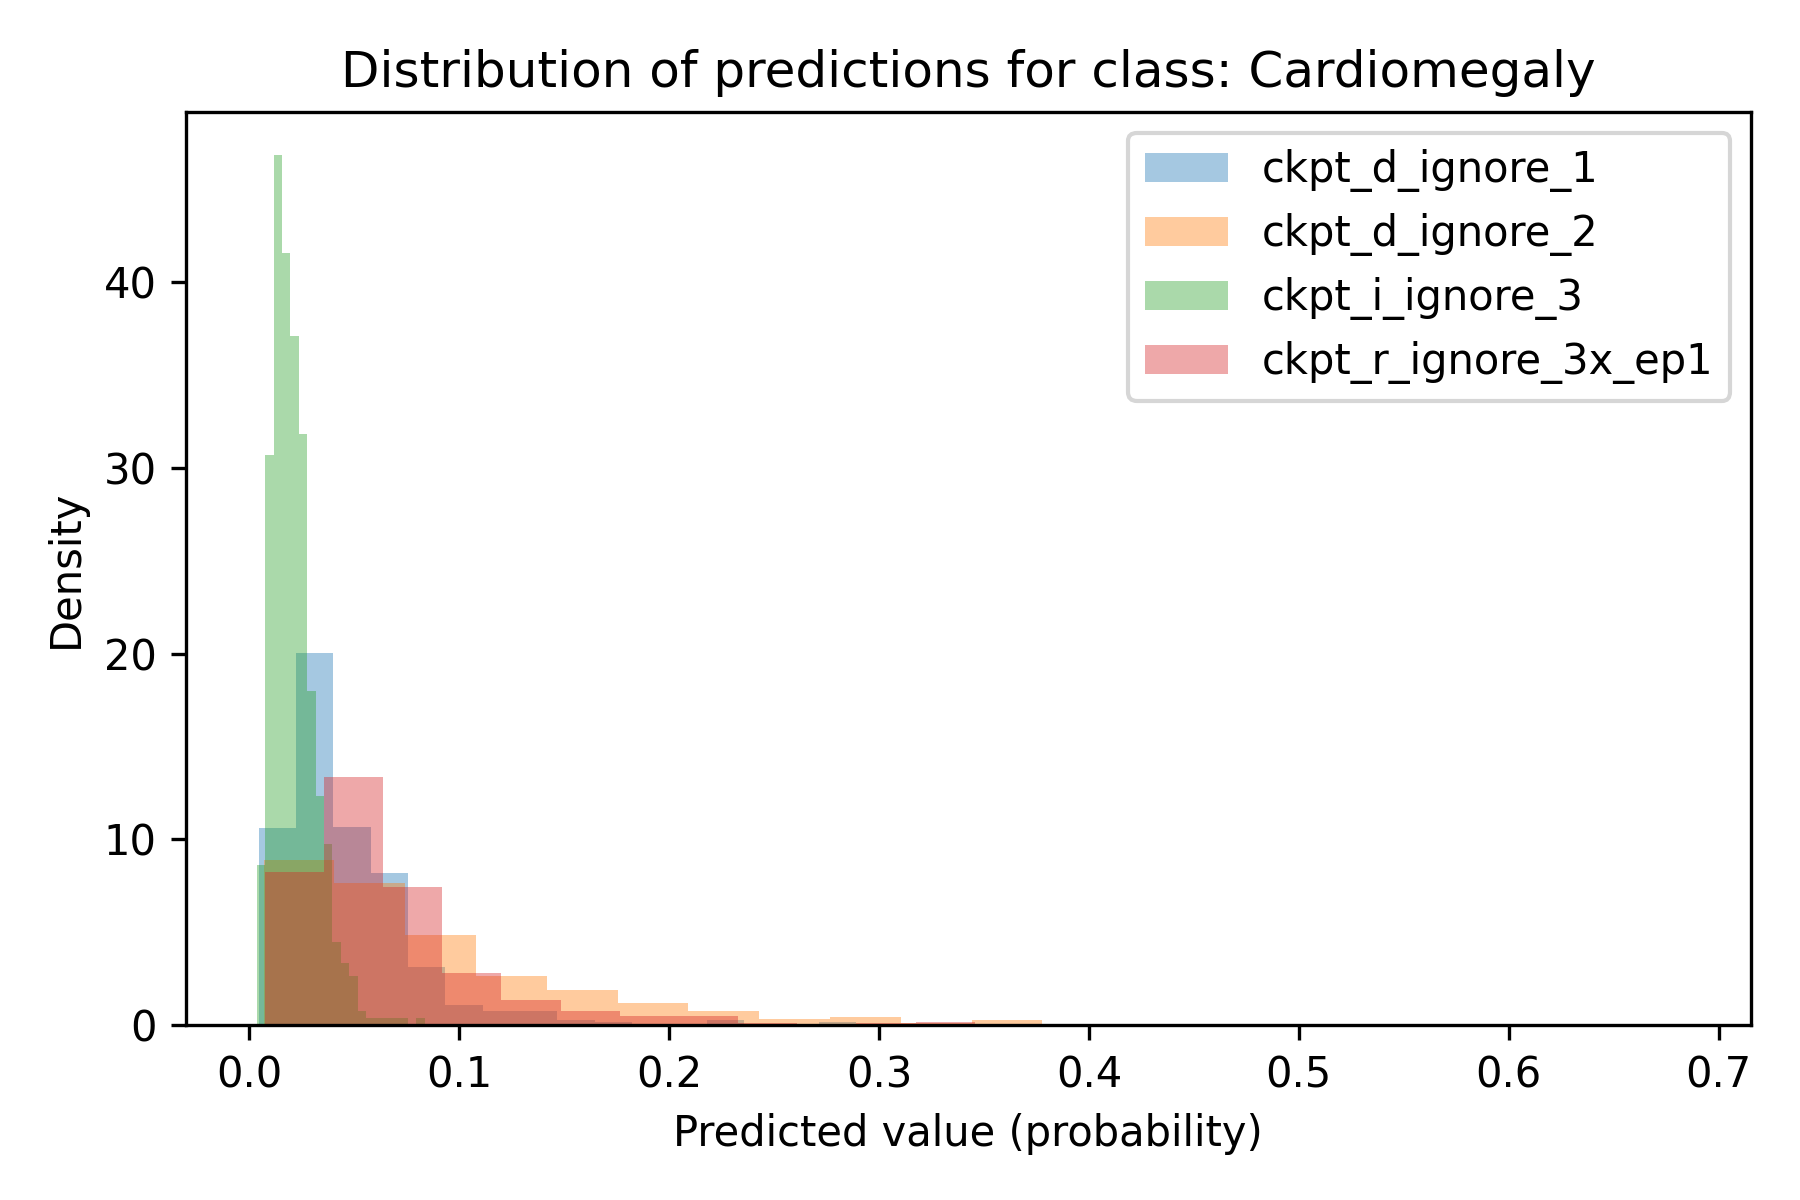 Distribution of predictions for class: Cardiomegaly
ckpt_d_ignore_1
ckpt_d_ignore_2
ckpt_i_ignore_3
ckpt_r_ignore_3x_ep1
Density
40
30
20
10
0
0.0 0.1 0.2 0.3 0.4 0.5 0.6 0.7
Predicted value (probability)